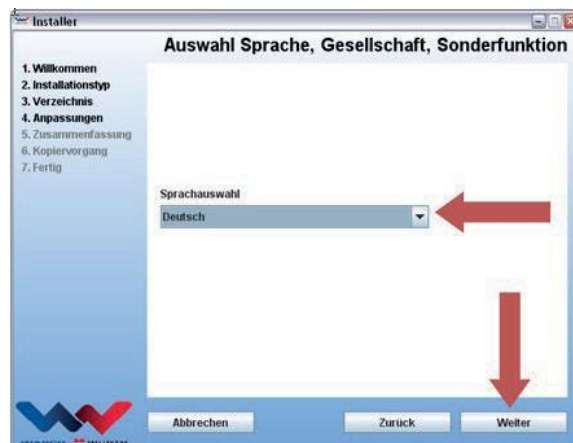 Installer
Auswahl Sprache, Gesellschaft, Sonderfunktion
1. Willkommen
2. Installationstyp
3. Verzeichnis
4. Anpassungen
5. Zusammenfassung
6. Kopiervorgang
7. Fertig
Sprachauswahl
Deutsch
Abbrechen
Zurück
Weiter